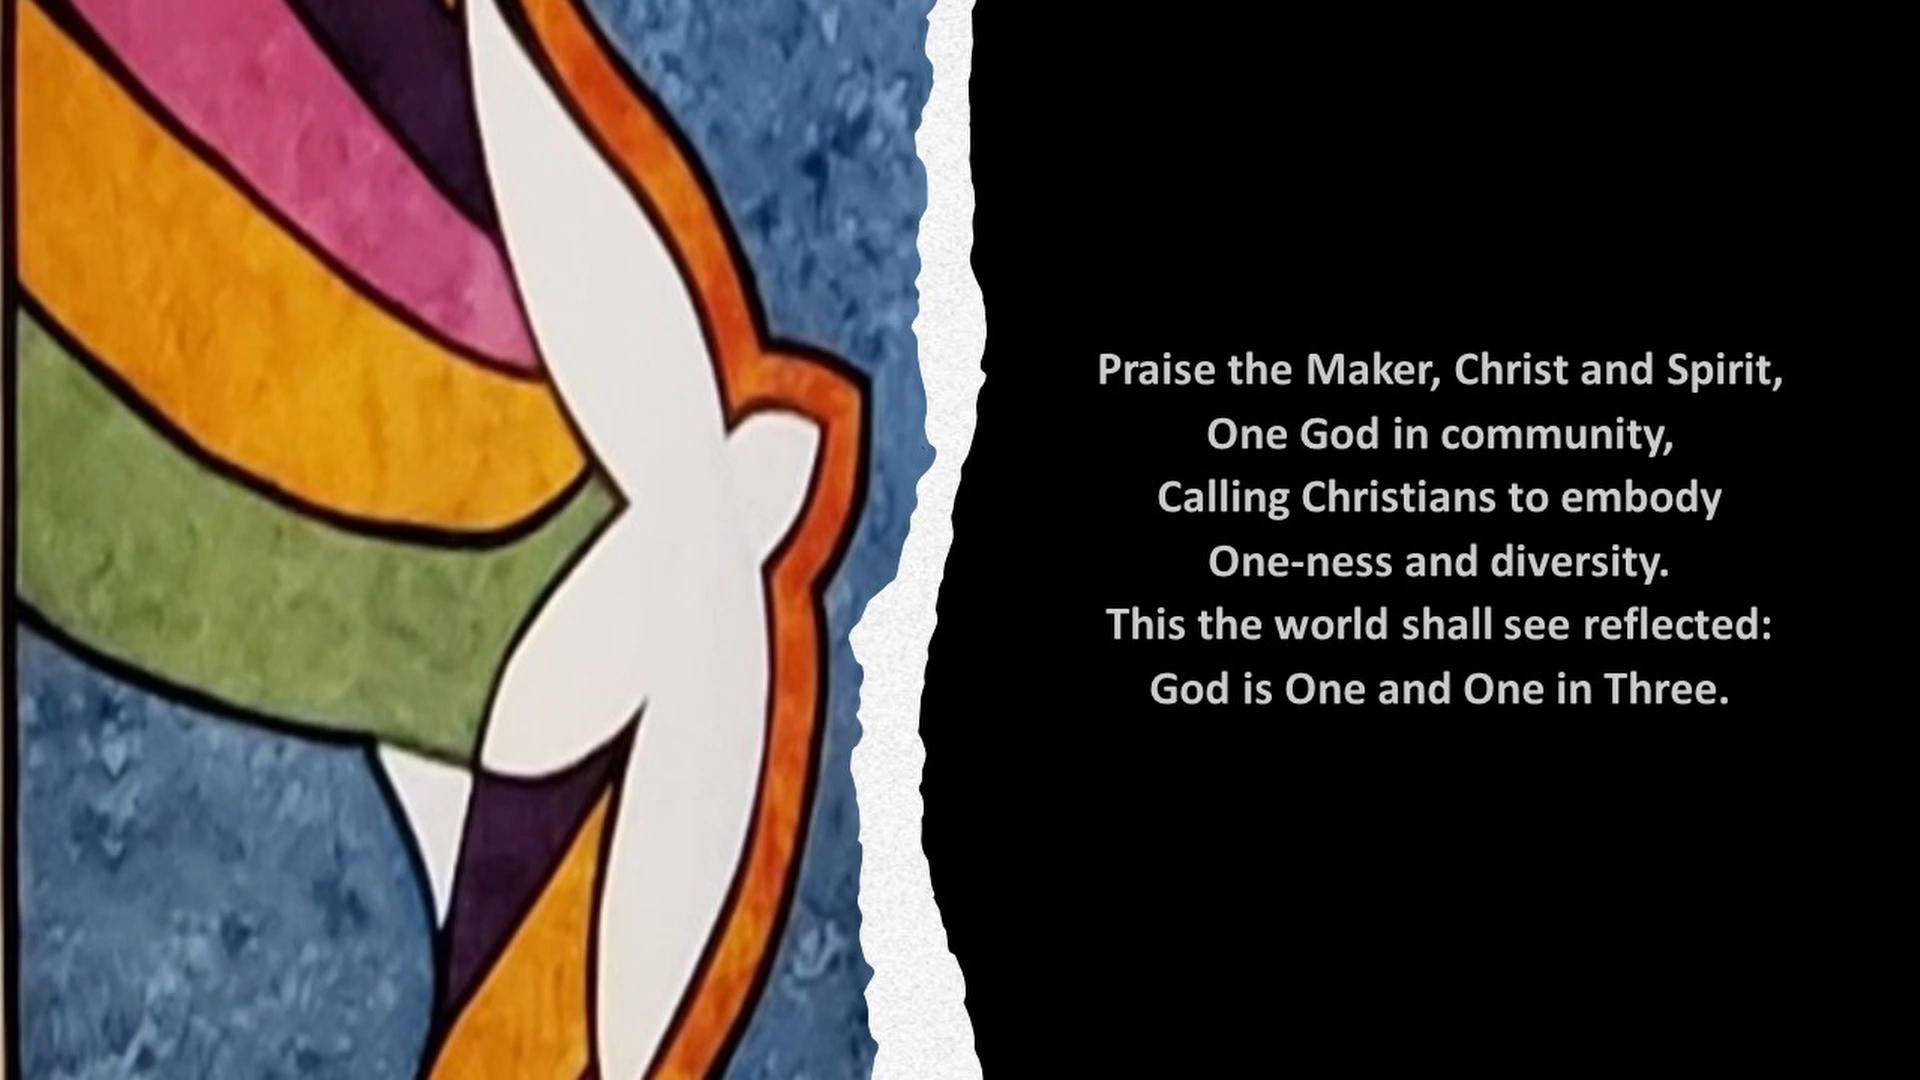 Praise the Maker, Christ and Spirit,
One God in community,
Calling Christians to embody
One-ness and diversity.
This the world shall see reflected:
God is One and One in Three.